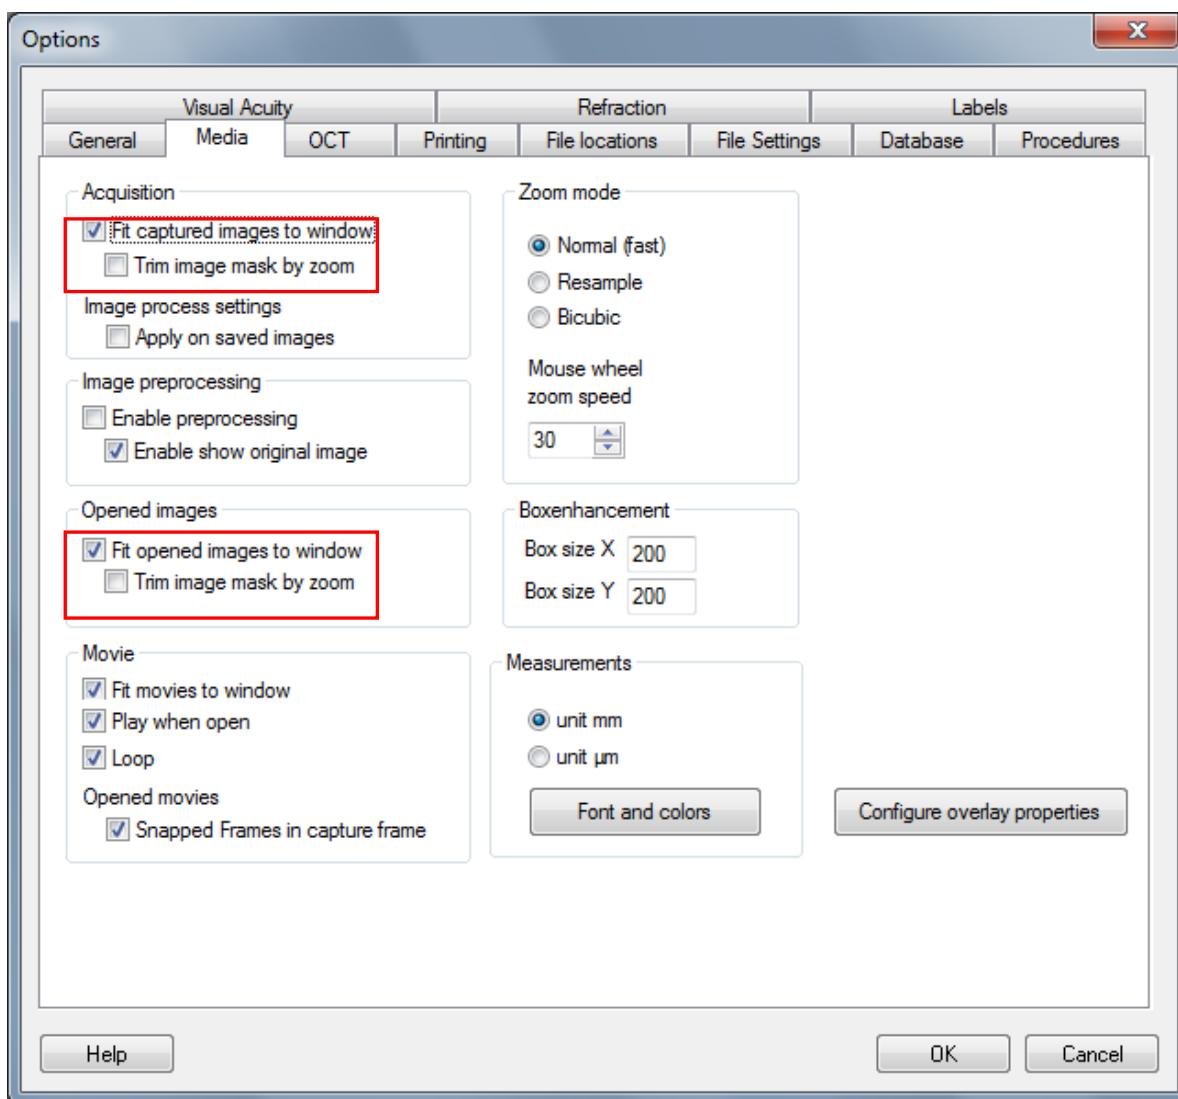 Options
X
Visual Acuity
Refraction
Labels
General
Media
OCT
Printing
File locations
File Settings
Database
Procedures
Acquisition
Fit captured images to window
Trim image mask by zoom
Image process settings
Apply on saved images
Image preprocessing
Enable preprocessing
Enable show original image
Opened images
Fit opened images to window
Trim image mask by zoom
Movie
Fit movies to window
Play when open
Loop
Opened movies
Snapped Frames in capture frame
Zoom mode
Normal (fast)
Resample
Bicubic
Mouse wheel
zoom speed
30
Boxenhancement
Box size X 200
Box size Y 200
Measurements
unit mm
unit µm
Font and colors
Configure overlay properties
Help
OK
Cancel